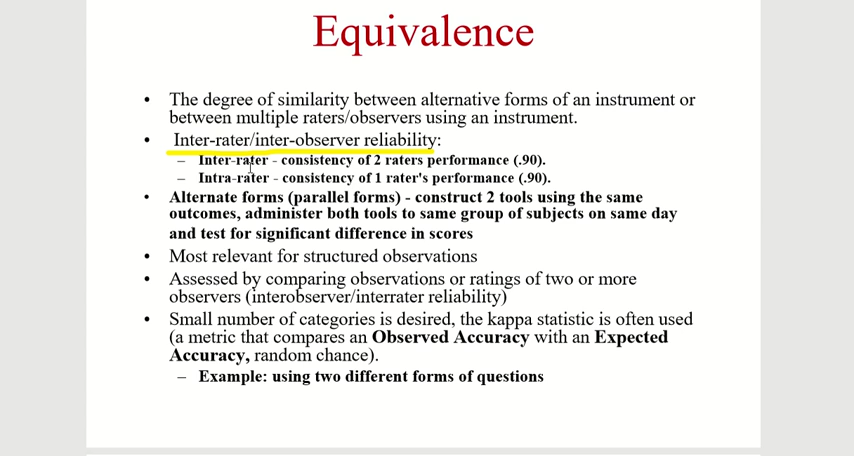 Equivalence
• The degree of similarity between alternative forms of an instrument or
between multiple raters/observers using an instrument.
• Inter-rater/inter-observer reliability:
– Inter-rater - consistency of 2 raters performance (.90).
– Intra-rater - consistency of 1 rater's performance (.90).
• Alternate forms (parallel forms) - construct 2 tools using the same
outcomes, administer both tools to same group of subjects on same day
and test for significant difference in scores
• Most relevant for structured observations
• Assessed by comparing observations or ratings of two or more
observers (interobserver/interrater reliability)
• Small number of categories is desired, the kappa statistic is often used
(a metric that compares an Observed Accuracy with an Expected
Accuracy, random chance).
– Example: using two different forms of questions